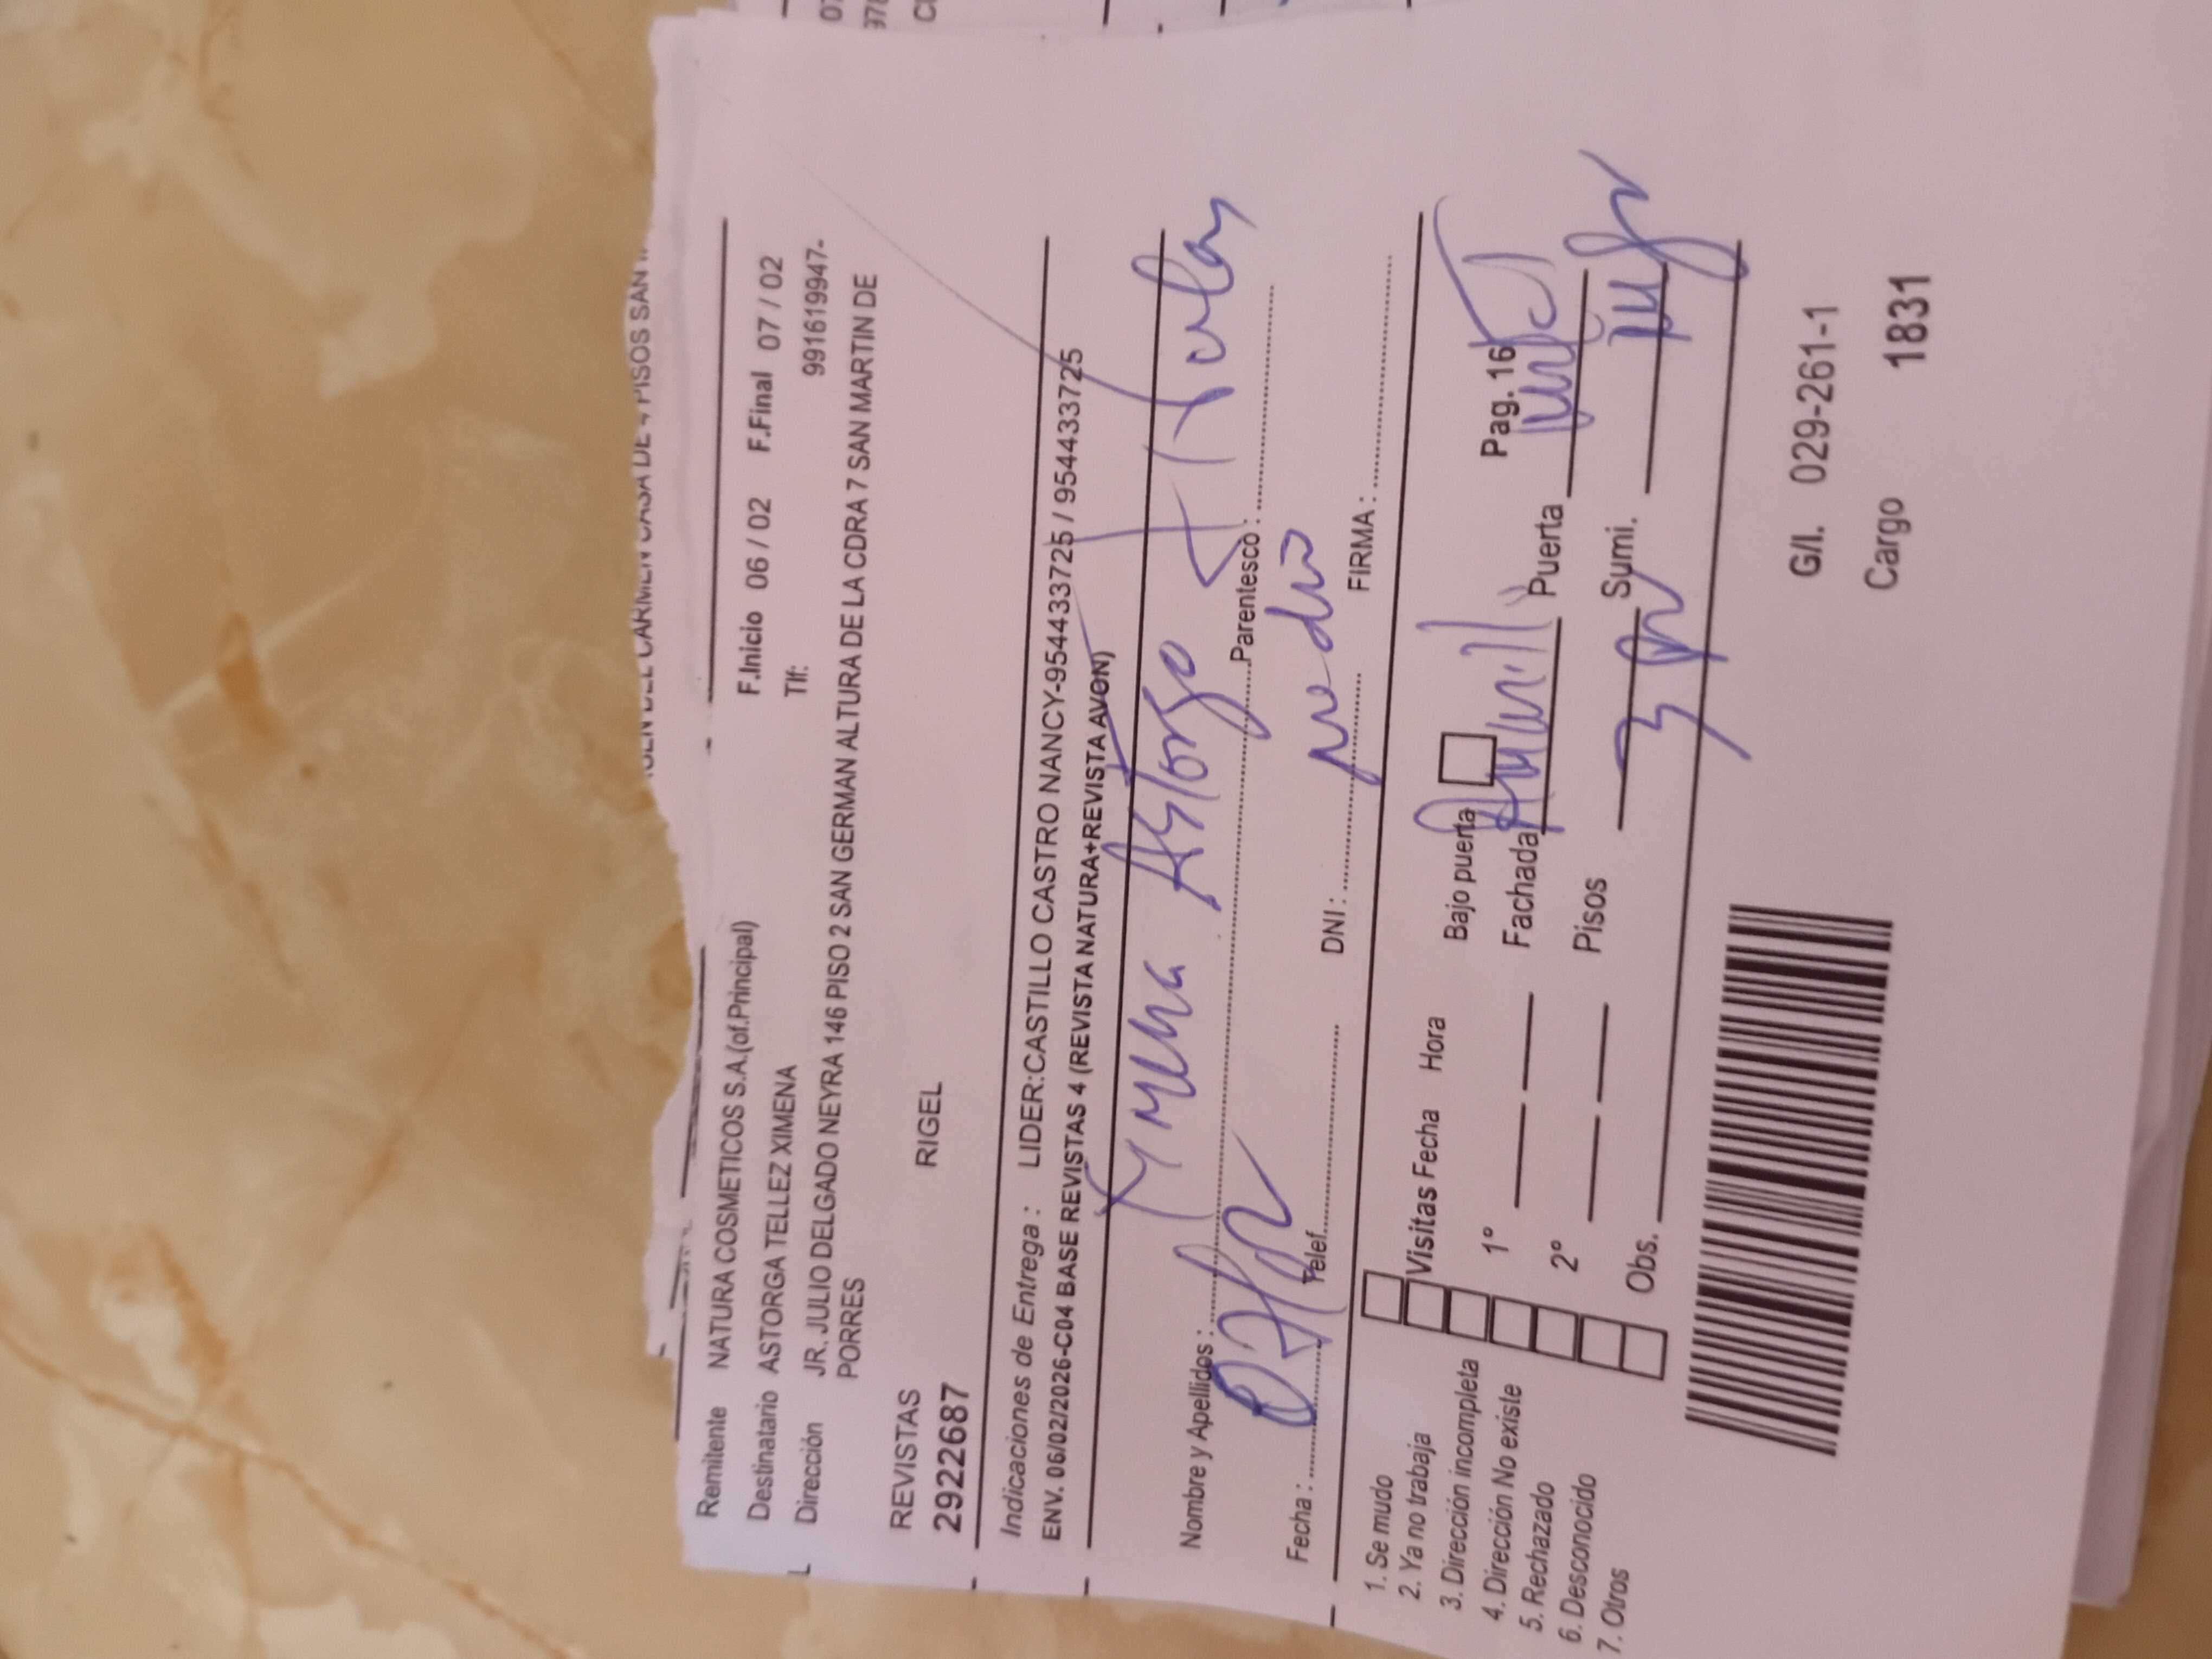 Remitente NATURA COSMETICOS S.A.(of.Principal)
F.Inicio 06 / 02 F.Final 07 / 02
Destinatario ASTORGA TELLEZ XIMENA
Tlf: 991619947-
Dirección JR. JULIO DELGADO NEYRA 146 PISO 2 SAN GERMAN ALTURA DE LA CDRA 7 SAN MARTIN DE
PORRES
REVISTAS
RIGEL
29222687
Indicaciones de Entrega : LIDER:CASTILLO CASTRO NANCY-954433725 / 954433725
ENV. 06/02/2026-C04 BASE REVISTAS 4 (REVISTA NATURA+REVISTA AVON)
Nombre y Apellidos : Astorga
Parentesco :
Fecha : Telef. DNI : FIRMA :
1. Se mudo
2. Ya no trabaja
3. Dirección incompleta
4. Dirección No existe
5. Rechazado
6. Desconocido
7. Otros
Visitas Fecha Hora
1°
2°
Obs.
Bajo puerta
Pag. 16
Fachada Puerta
Pisos 3 Sumi.
G/I. 029-261-1
Cargo 1831